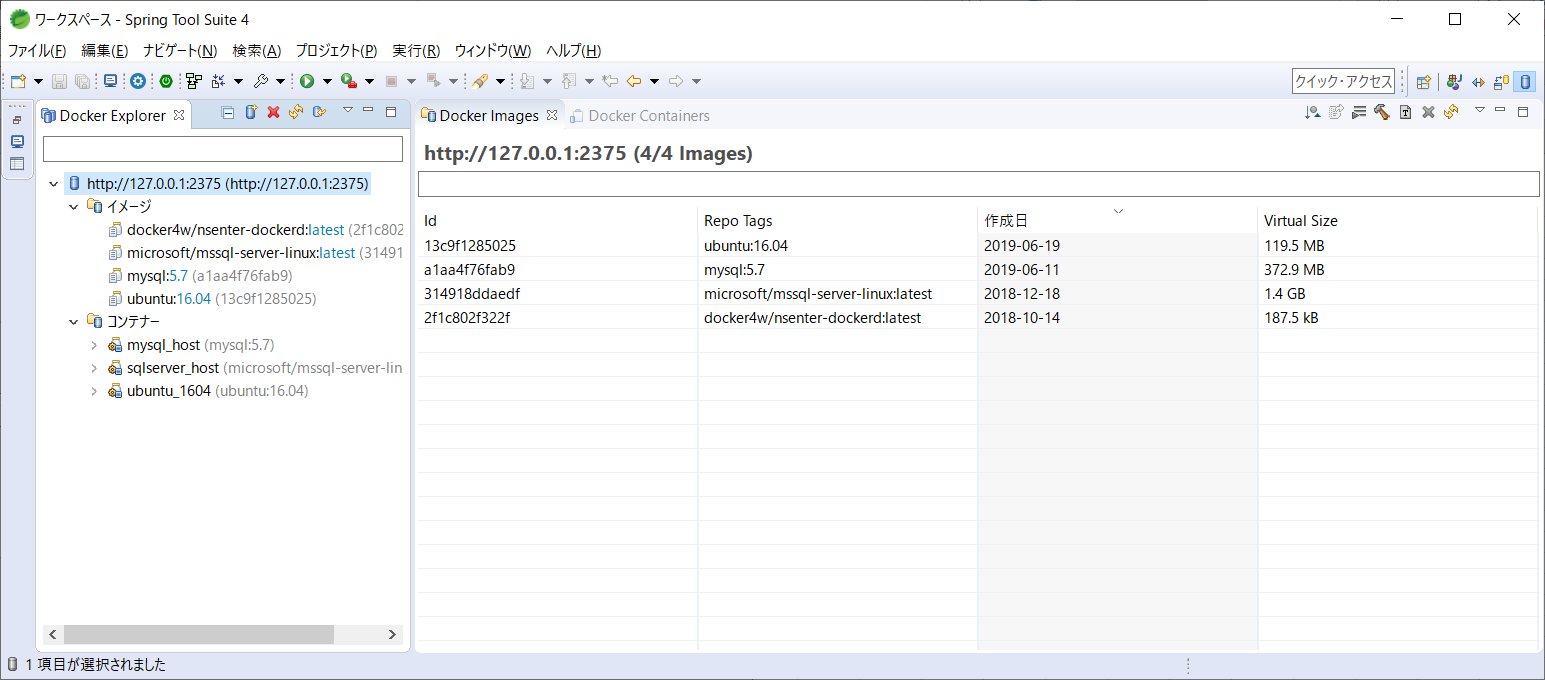 ワークスペース - Spring Tool Suite 4
ファイル(F) 編集(E) ナビゲート(N) 検索(A) プロジェクト(P) 実行(R) ウィンドウ(W) ヘルプ(H)
クイック・アクセス
Docker Explorer
http://127.0.0.1:2375 (http://127.0.0.1:2375)
イメージ
docker4w/nsenter-dockerd:latest (2f1c802
microsoft/mssql-server-linux:latest (31491
mysql:5.7 (a1aa4f76fab9)
ubuntu:16.04 (13c9f1285025)
コンテナー
mysql_host (mysql:5.7)
sqlserver_host (microsoft/mssql-server-lin
ubuntu_1604 (ubuntu:16.04)
Docker Images Docker Containers
http://127.0.0.1:2375 (4/4 Images)
Id Repo Tags 作成日 Virtual Size
13c9f1285025 ubuntu:16.04 2019-06-19 119.5 MB
a1aa4f76fab9 mysql:5.7 2019-06-11 372.9 MB
314918ddaedf microsoft/mssql-server-linux:latest 2018-12-18 1.4 GB
2f1c802f322f docker4w/nsenter-dockerd:latest 2018-10-14 187.5 kB
1 項目が選択されました